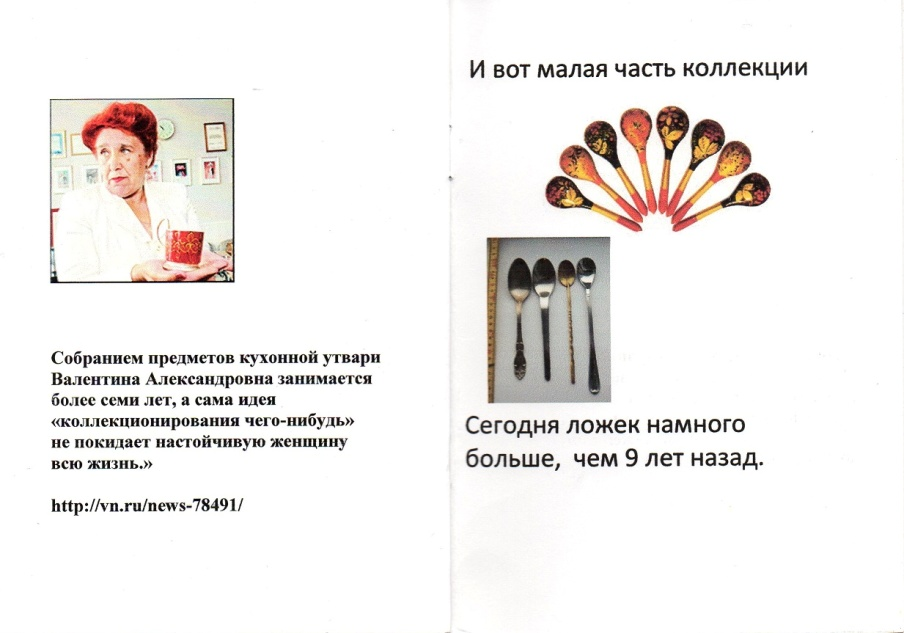 Собранием предметов кухонной утвари
Валентина Александровна занимается
более семи лет, а сама идея
«коллекционирования чего-нибудь»
не покидает настойчивую женщину
всю жизнь.»
http://vn.ru/news-78491/
И вот малая часть коллекции
Сегодня ложек намного
больше, чем 9 лет назад.